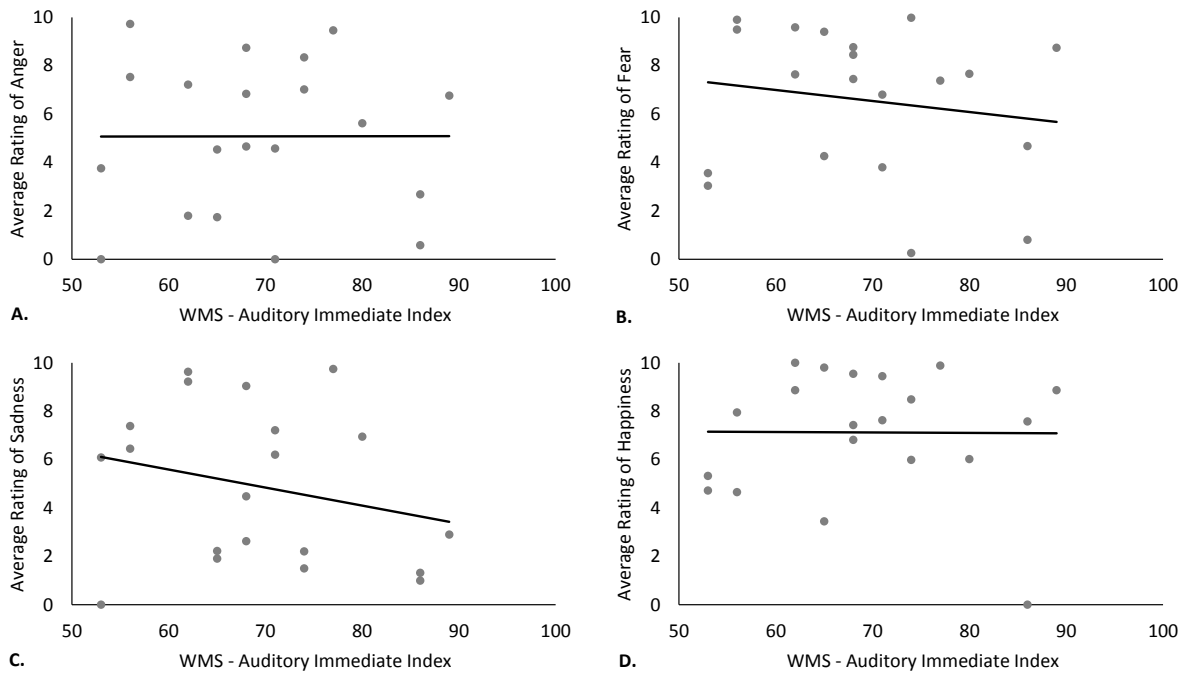 Average Rating of Anger
10
8
6
4
2
0
50 60 70 80 90 100
A. WMS - Auditory Immediate Index
Average Rating of Fear
10
8
6
4
2
0
50 60 70 80 90 100
B. WMS - Auditory Immediate Index
Average Rating of Sadness
10
8
6
4
2
0
50 60 70 80 90 100
C. WMS - Auditory Immediate Index
Average Rating of Happiness
10
8
6
4
2
0
50 60 70 80 90 100
D. WMS - Auditory Immediate Index